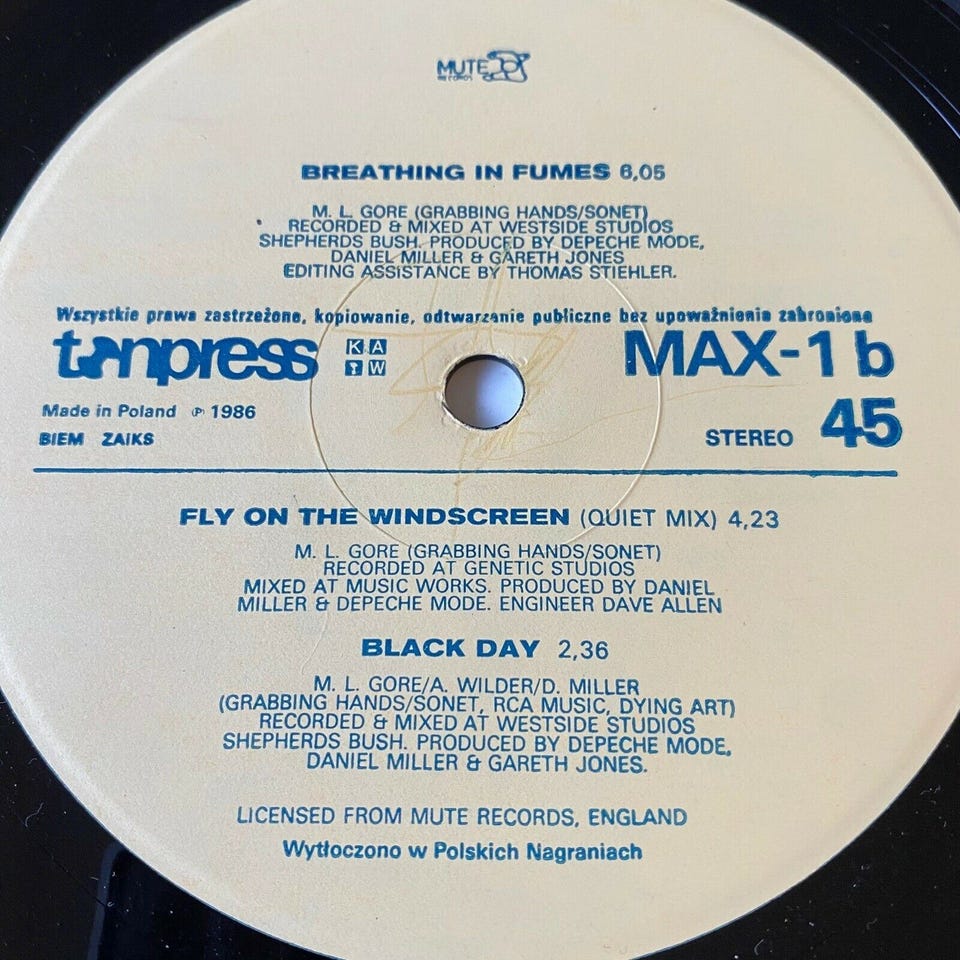 MUTE
RECORDS
BREATHING IN FUMES 6,05
M. L. GORE (GRABBING HANDS/SONET)
RECORDED & MIXED AT WESTSIDE STUDIOS
SHEPHERDS BUSH. PRODUCED BY DEPECHE MODE,
DANIEL MILLER & GARETH JONES
EDITING ASSISTANCE BY THOMAS STIEHLER.
Wszystkie prawa zastrzeżone, kopiowanie, odtwarzanie publiczne bez upoważnienia zabronione
tonpress KATW MAX-1 b
Made in Poland ℗ 1986
BIEM ZAIKS STEREO 45
FLY ON THE WINDSCREEN (QUIET MIX) 4,23
M. L. GORE (GRABBING HANDS/SONET)
RECORDED AT GENETIC STUDIOS
MIXED AT MUSIC WORKS. PRODUCED BY DANIEL
MILLER & DEPECHE MODE. ENGINEER DAVE ALLEN
BLACK DAY 2,36
M. L. GORE/A. WILDER/D. MILLER
(GRABBING HANDS/SONET, RCA MUSIC, DYING ART)
RECORDED & MIXED AT WESTSIDE STUDIOS
SHEPHERDS BUSH. PRODUCED BY DEPECHE MODE,
DANIEL MILLER & GARETH JONES.
LICENSED FROM MUTE RECORDS, ENGLAND
Wytłoczono w Polskich Nagraniach